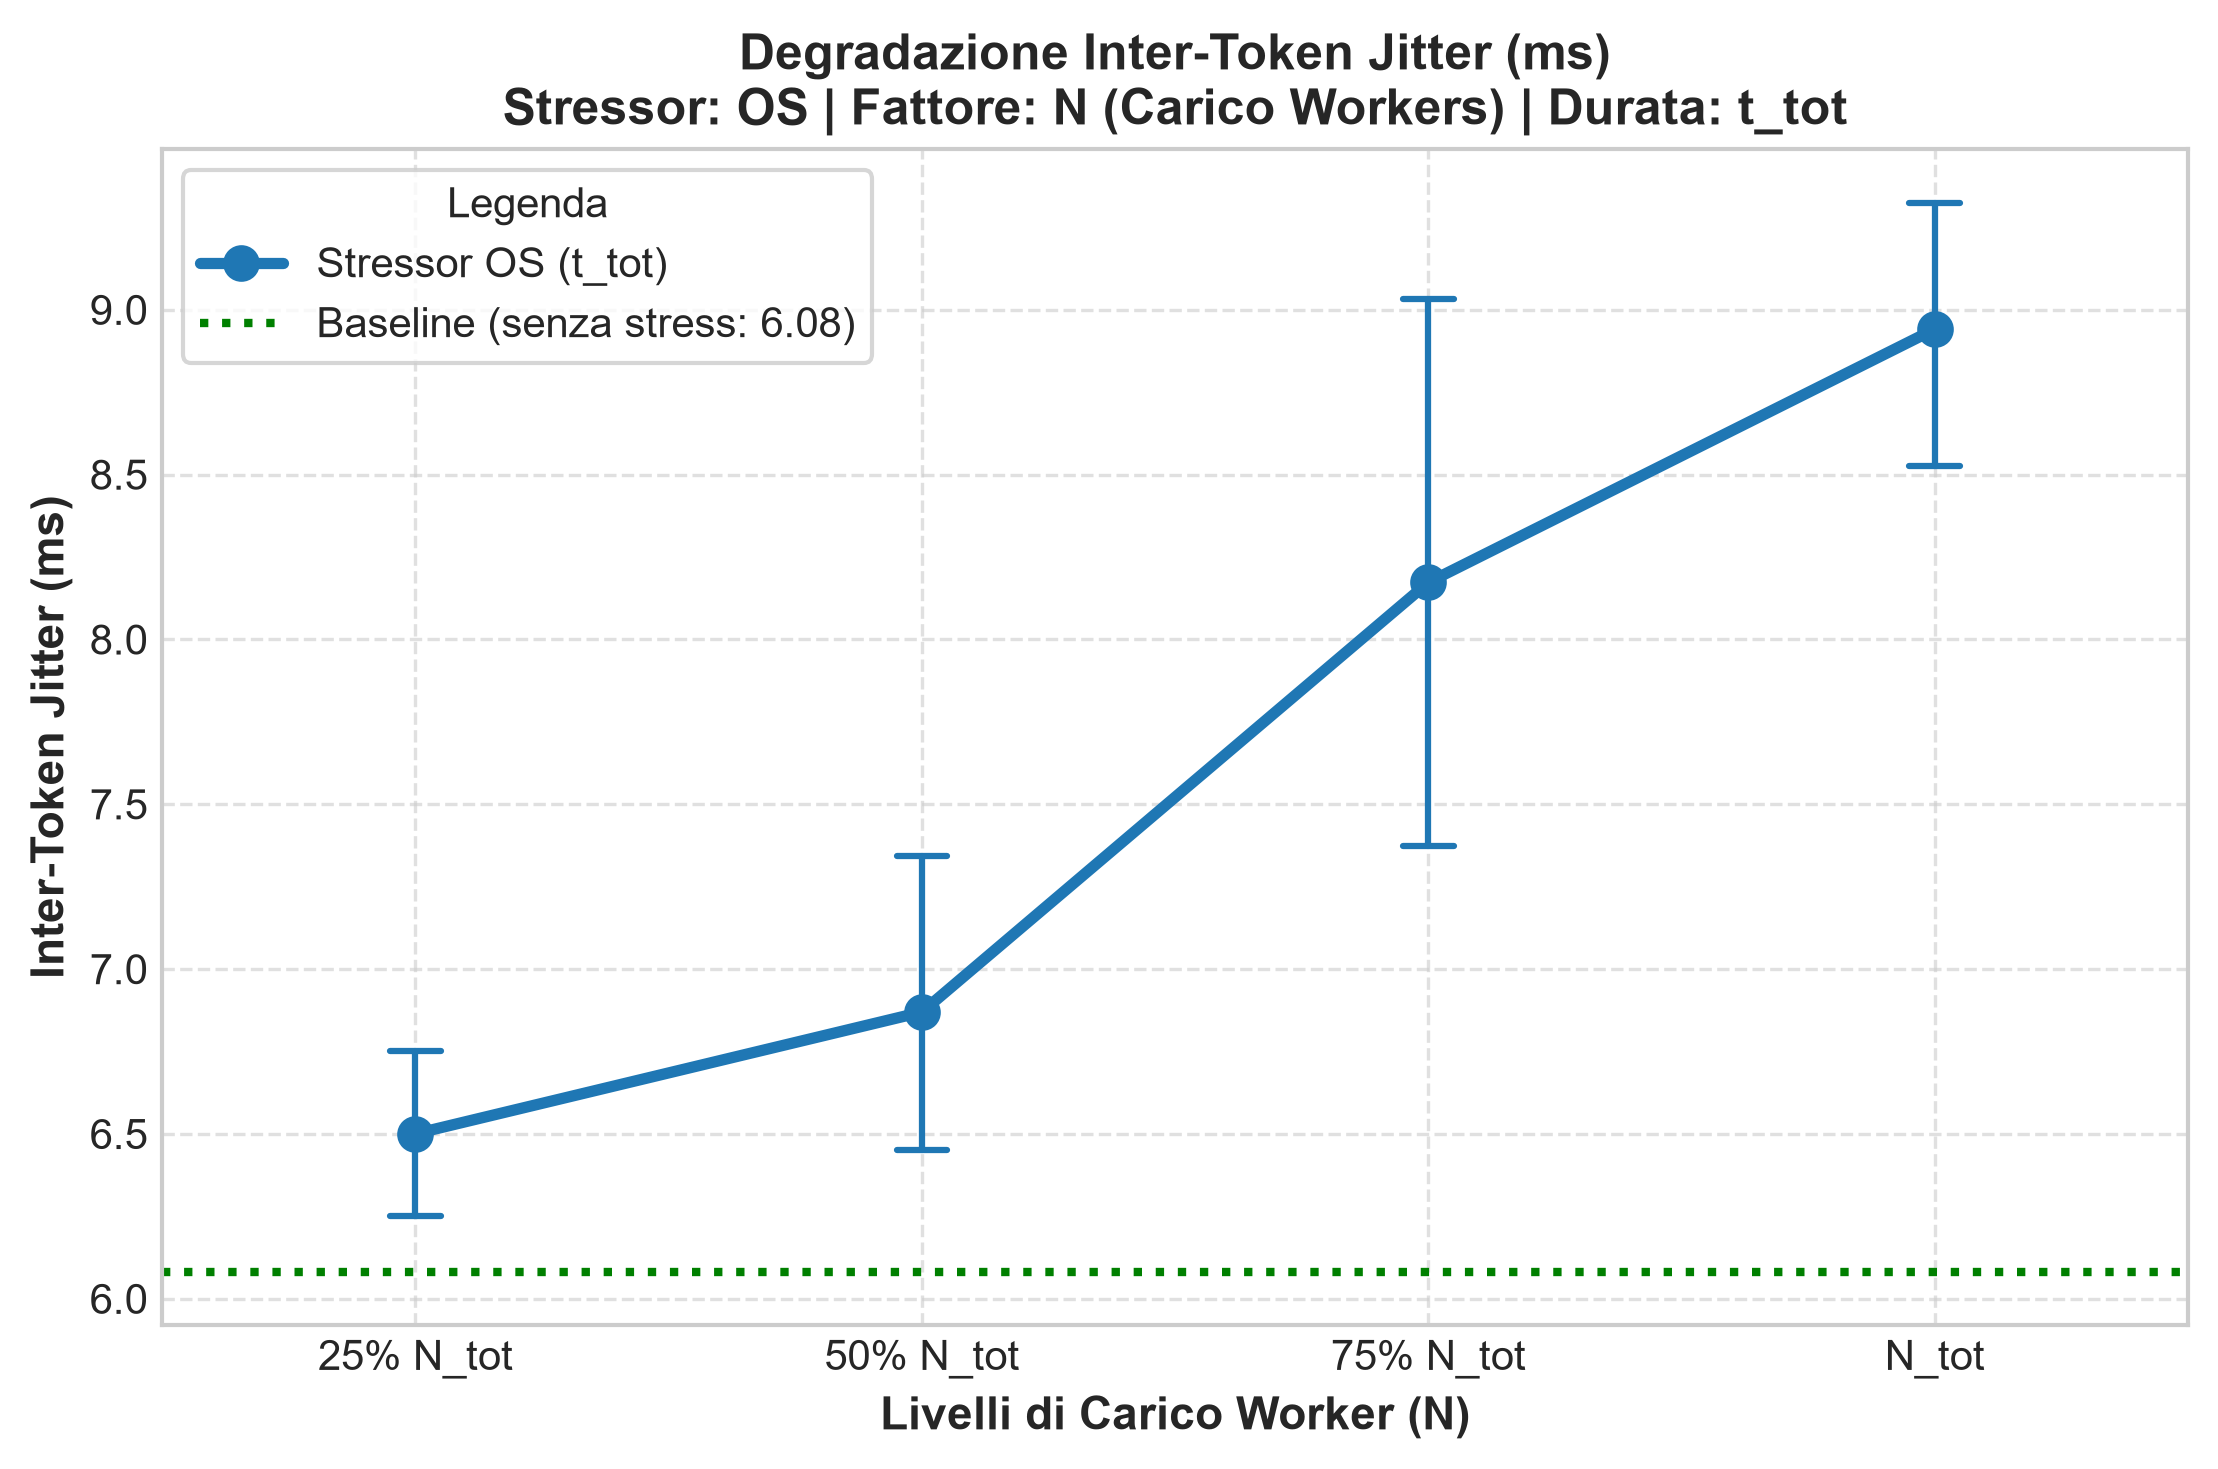 Degradazione Inter-Token Jitter (ms)
Stressor: OS | Fattore: N (Carico Workers) | Durata: t_tot
Legenda
Stressor OS (t_tot)
Baseline (senza stress: 6.08)
Inter-Token Jitter (ms)
9.0
8.5
8.0
7.5
7.0
6.5
6.0
25% N_tot
50% N_tot
75% N_tot
N_tot
Livelli di Carico Worker (N)